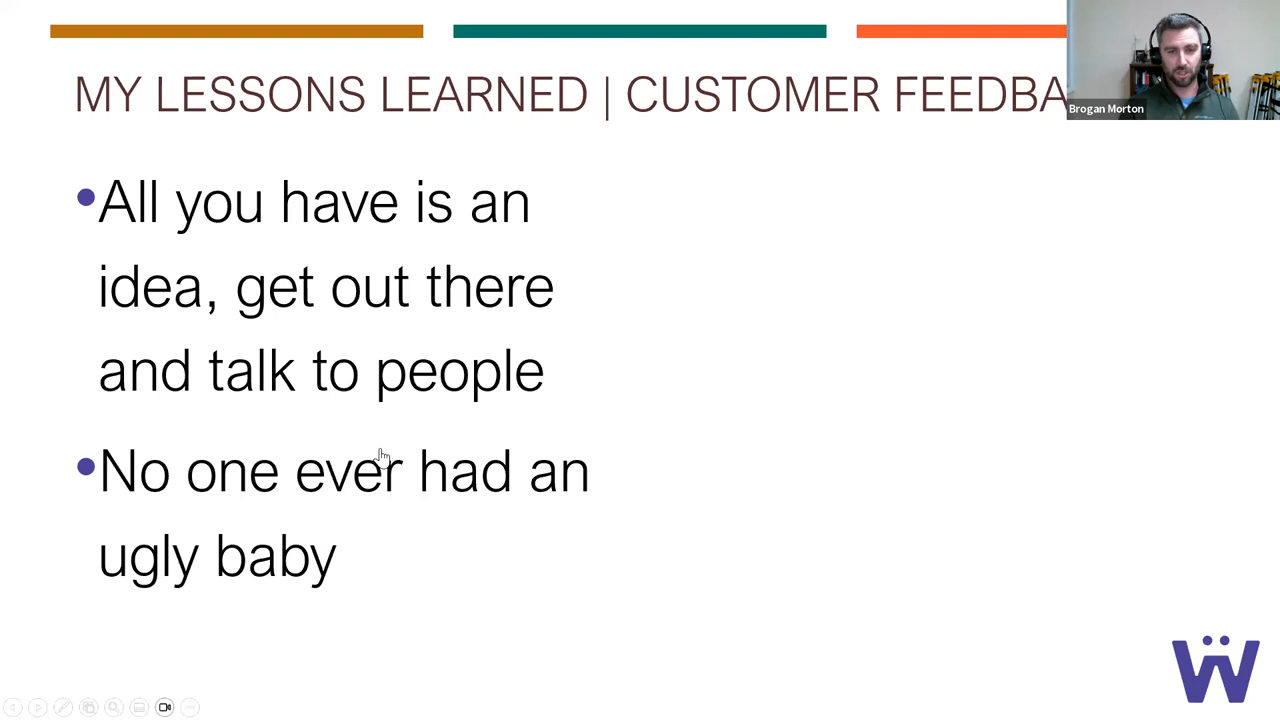 MY LESSONS LEARNED | CUSTOMER FEEDBA
Brogan Morton
•All you have is an
idea, get out there
and talk to people
•No one ever had an
ugly baby
Ẅ